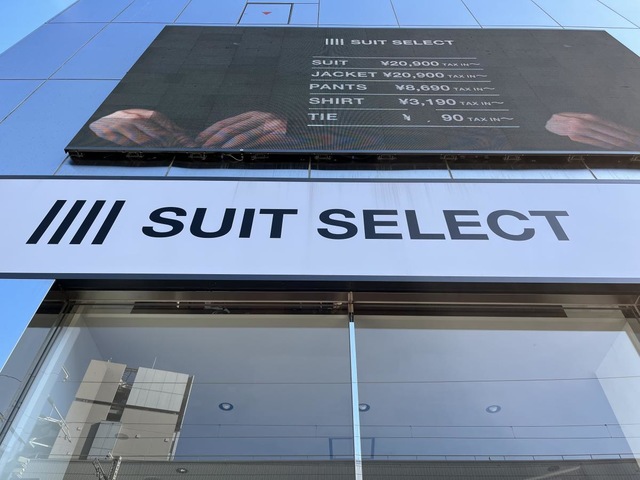 SUIT SELECT
SUIT ¥20,900 TAX IN～
JACKET ¥20,900 TAX IN～
PANTS ¥8,690 TAX IN～
SHIRT ¥3,190 TAX IN～
TIE 90 TAX IN～
SUIT SELECT